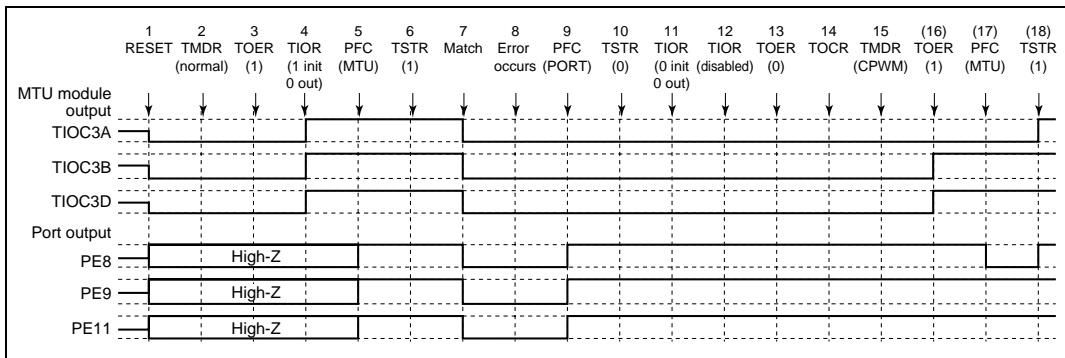 1 2 3 4 5 6 7 8 9 10 11 12 13 14 15 (16) (17) (18)
RESET TMDR TOER TIOR PFC TSTR Match Error PFC TSTR TIOR TIOR TOER TOCR TMDR TOER PFC TSTR
(normal) (1) (1 init (MTU) (1) occurs (PORT) (0) (0 init (disabled) (0) (CPWM) (1) (MTU) (1)
0 out) 0 out)
MTU module
output
TIOC3A
TIOC3B
TIOC3D
Port output
PE8 High-Z
PE9 High-Z
PE11 High-Z